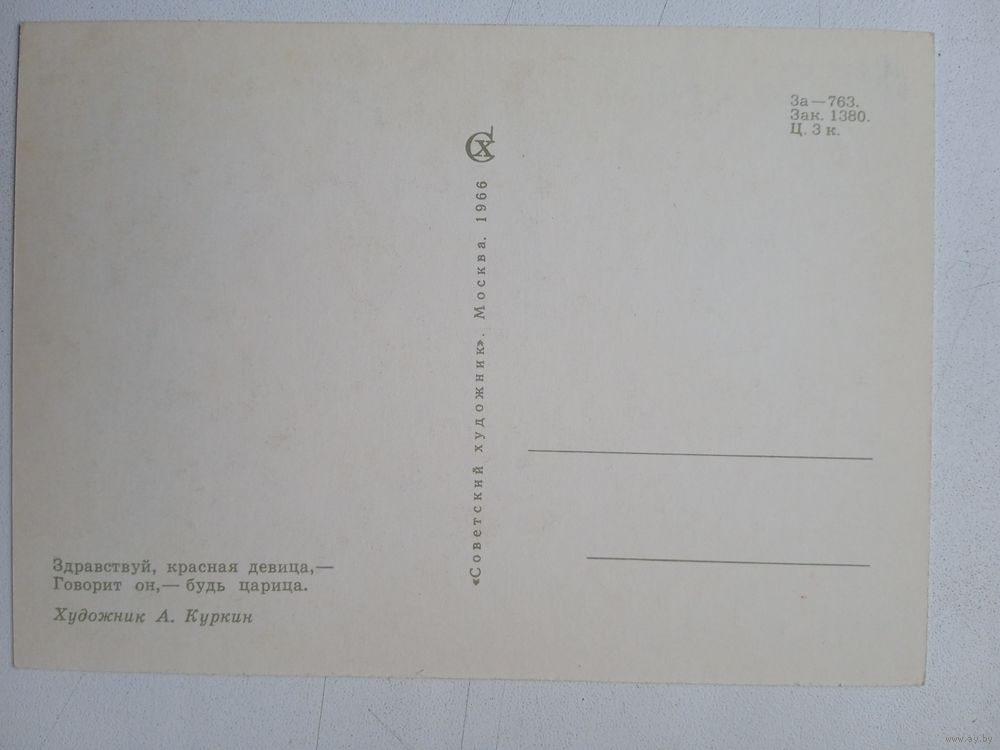 За—763.
Зак. 1380.
Ц. 3 к.
СХ
«Советский художник». Москва. 1966
Здравствуй, красная девица,—
Говорит он,— будь царица.
Художник А. Куркин
www.ay.by